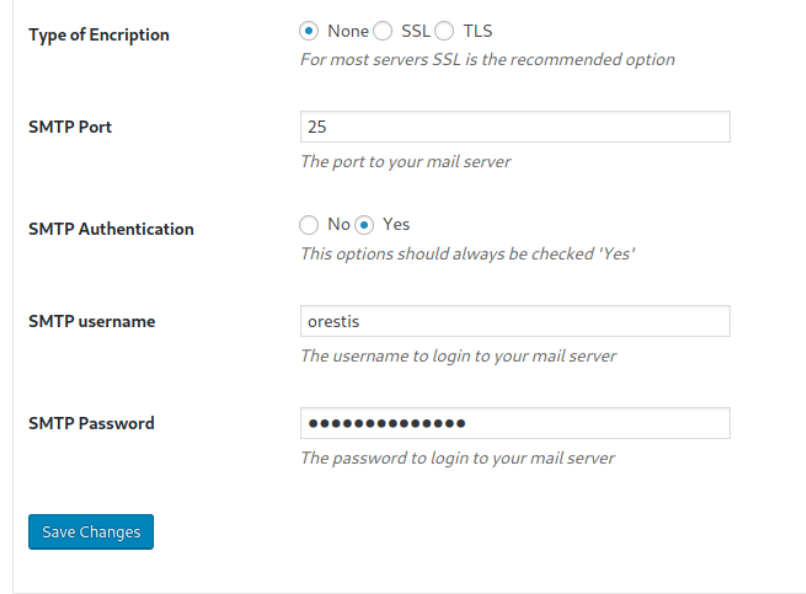 Type of Encription
None SSL TLS
For most servers SSL is the recommended option
SMTP Port
25
The port to your mail server
SMTP Authentication
No Yes
This options should always be checked 'Yes'
SMTP username
orestis
The username to login to your mail server
SMTP Password
●●●●●●●●●●●●●●
The password to login to your mail server
Save Changes